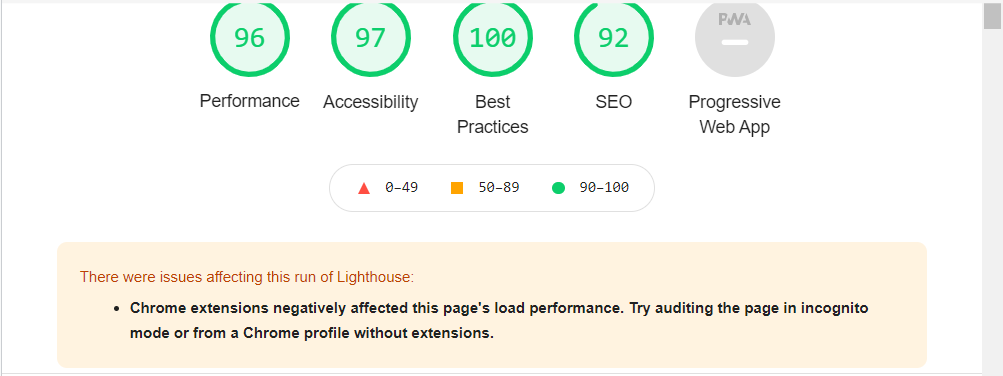 96 97 100 92 PWA
Performance Accessibility Best Practices SEO Progressive Web App
0–49 50–89 90–100
There were issues affecting this run of Lighthouse:
• Chrome extensions negatively affected this page's load performance. Try auditing the page in incognito
mode or from a Chrome profile without extensions.